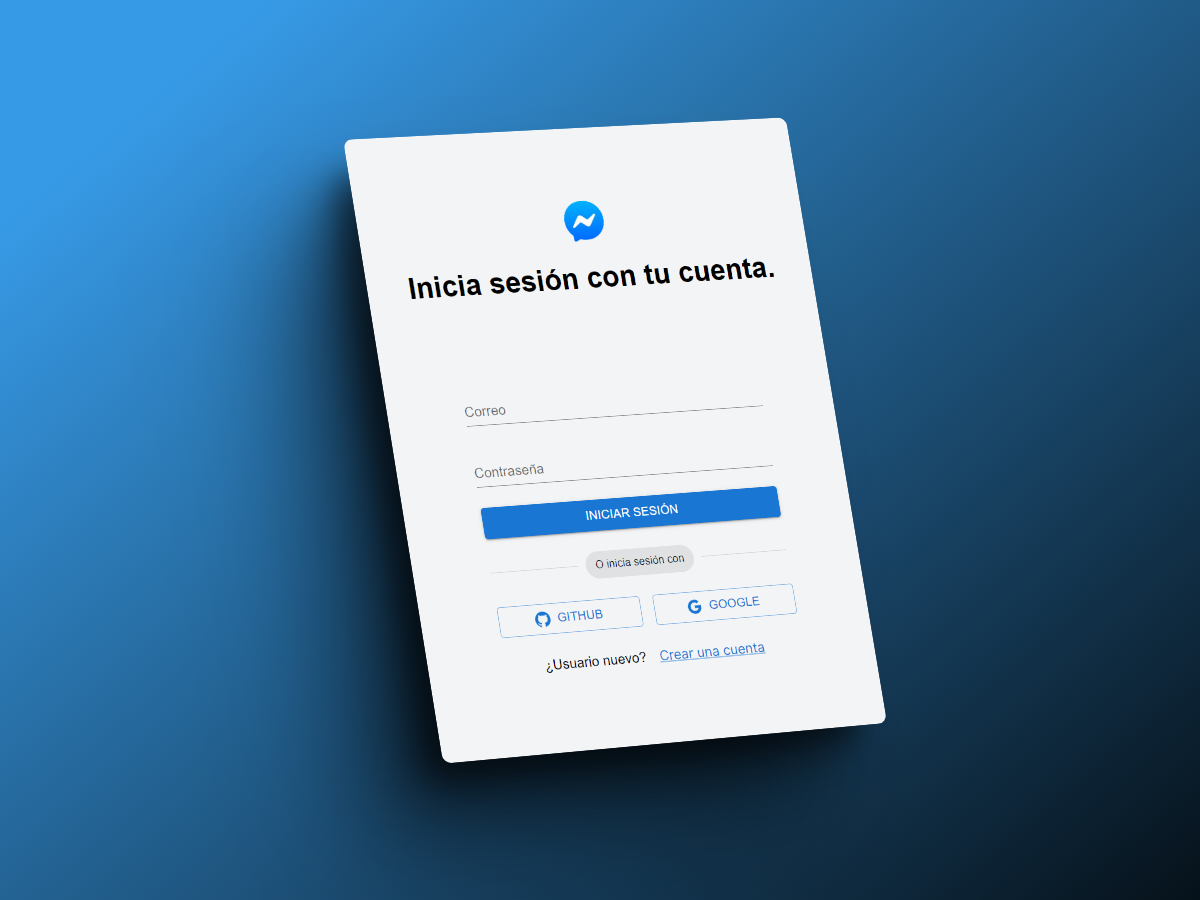 Inicia sesión con tu cuenta.
Correo
Contraseña
INICIAR SESIÓN
O inicia sesión con
GITHUB
GOOGLE
¿Usuario nuevo? Crear una cuenta